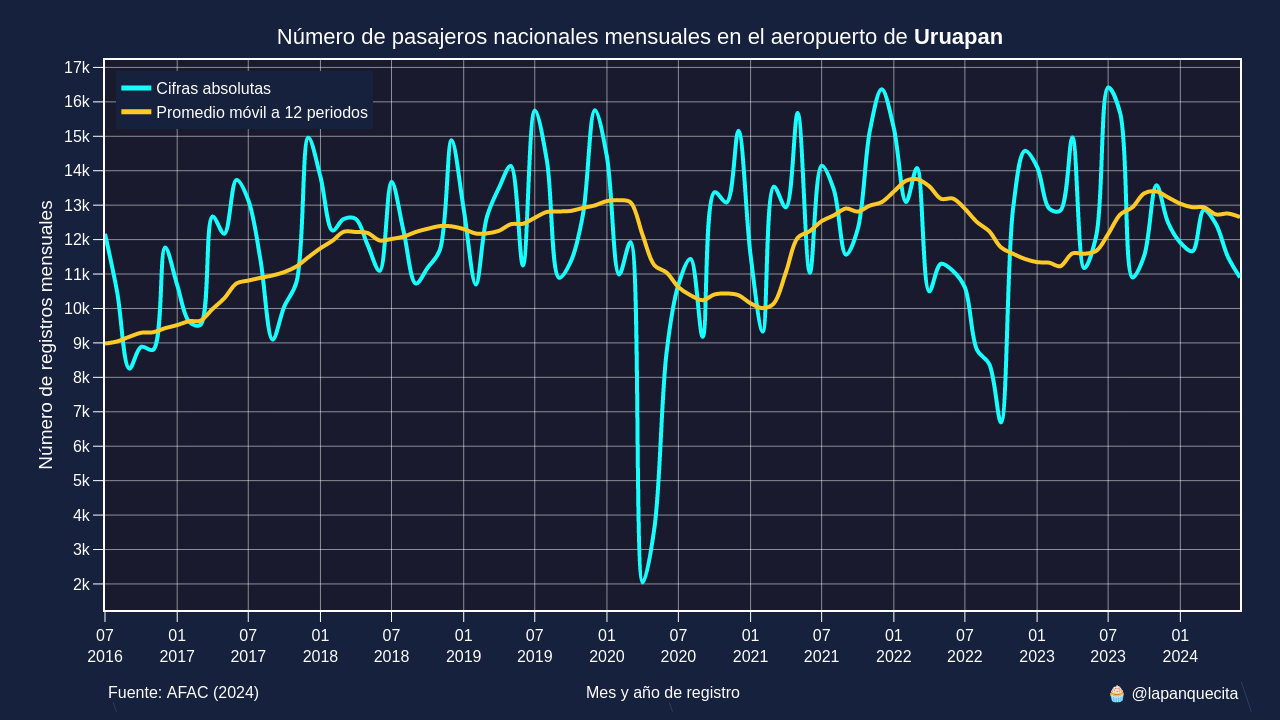 Número de pasajeros nacionales mensuales en el aeropuerto de Uruapan
Cifras absolutas
Promedio móvil a 12 periodos
Número de registros mensuales
17k
16k
15k
14k
13k
12k
11k
10k
9k
8k
7k
6k
5k
4k
3k
2k
07 01 07 01 07 01 07 01 07 01 07 01 07 01 07 01
2016 2017 2017 2018 2018 2019 2019 2020 2020 2021 2021 2022 2022 2023 2023 2024
Fuente: AFAC (2024)
Mes y año de registro
🧁 @lapanquecita